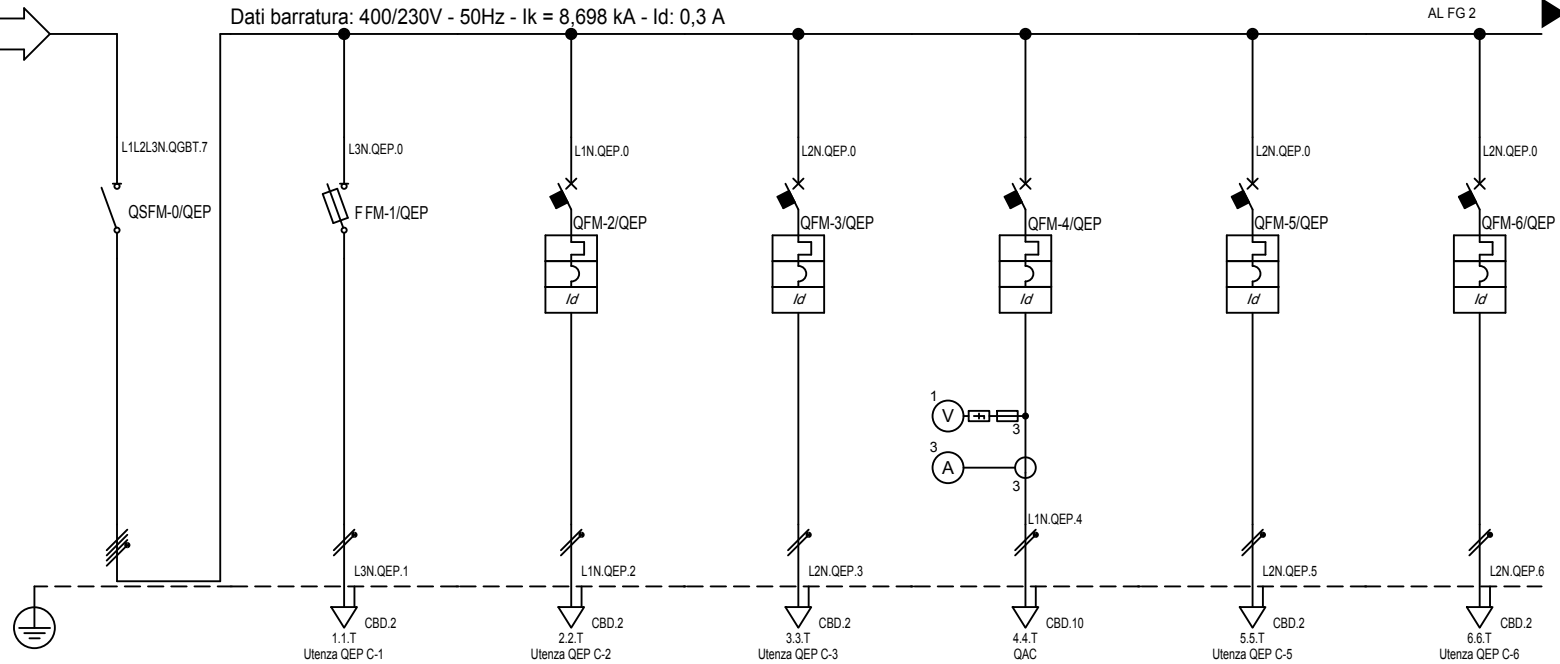 Dati barratura: 400/230V - 50Hz - Ik = 8,698 kA - Id: 0,3 A
AL FG 2
L1L2L3N.QGBT.7
L3N.QEP.0
L1N.QEP.0
L2N.QEP.0
L2N.QEP.0
L2N.QEP.0
QSFM-0/QEP
F FM-1/QEP
QFM-2/QEP
QFM-3/QEP
QFM-4/QEP
QFM-5/QEP
QFM-6/QEP
Id
Id
Id
Id
Id
1
V
3
3
A
3
L1N.QEP.4
L3N.QEP.1
L1N.QEP.2
L2N.QEP.3
L2N.QEP.5
L2N.QEP.6
CBD.2
CBD.2
CBD.2
CBD.10
CBD.2
CBD.2
1.1.T
2.2.T
3.3.T
4.4.T
5.5.T
6.6.T
Utenza QEP C-1
Utenza QEP C-2
Utenza QEP C-3
QAC
Utenza QEP C-5
Utenza QEP C-6